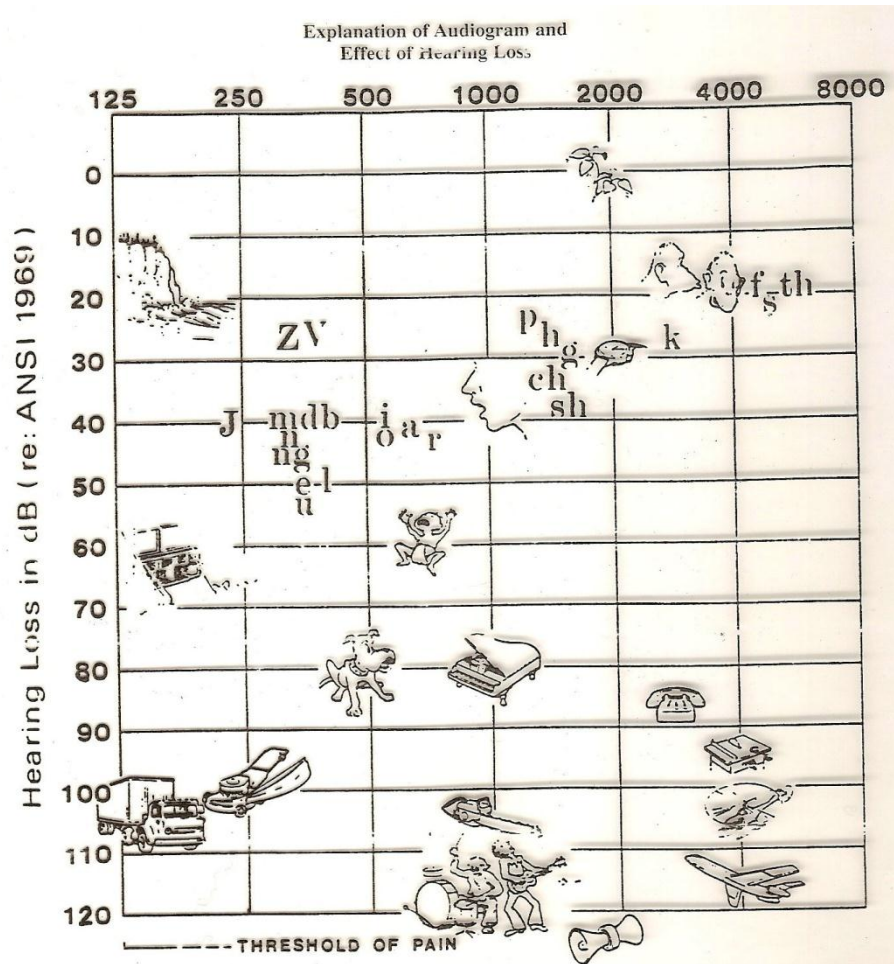 Explanation of Audiogram and
Effect of Hearing Loss
125 250 500 1000 2000 4000 8000
Hearing Loss in dB (re: ANSI 1969)
0
10
20
f s th
z v
p h g k
30
ch
sh
40
J m d b i o a r
n
ng
50
e l
u
60
70
80
90
100
110
120
THRESHOLD OF PAIN